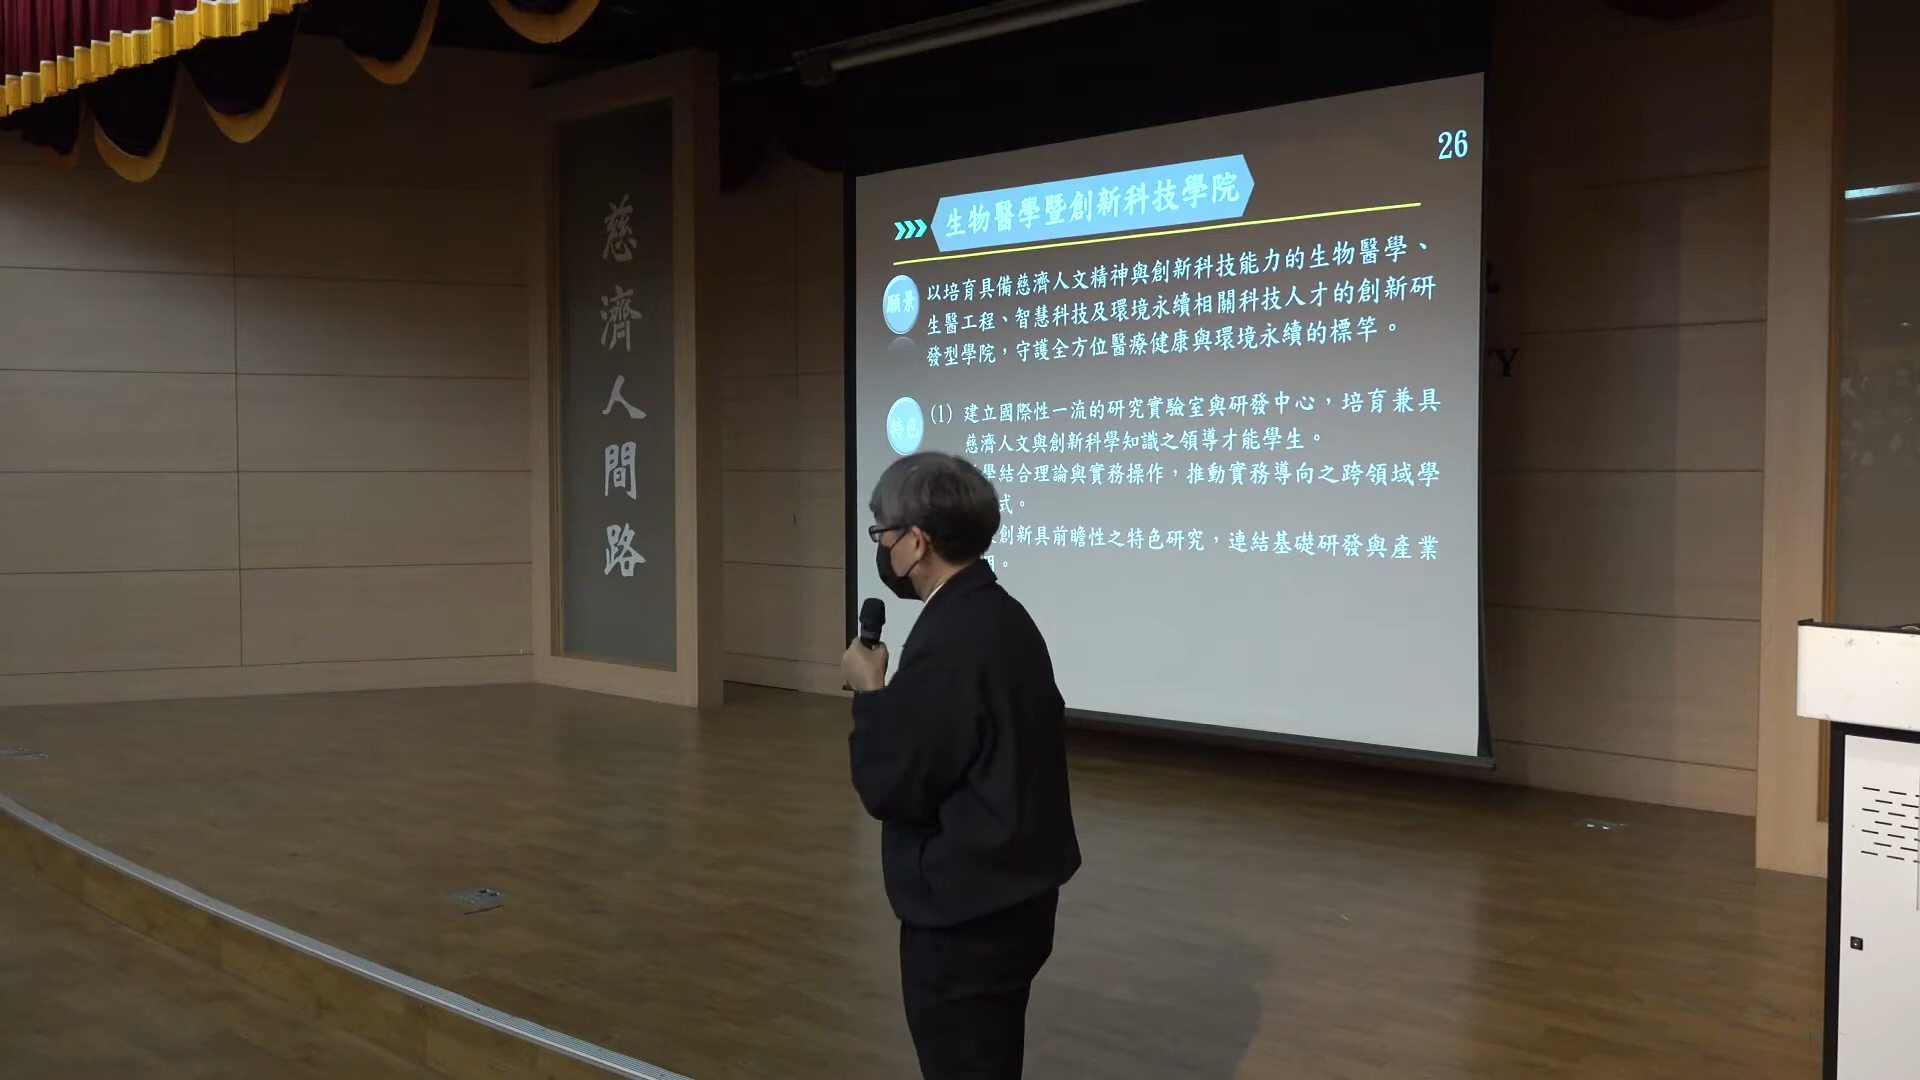 慈濟人間路
26
生物醫學暨創新科技學院
願景
以培育具備慈濟人文精神與創新科技能力的生物醫學、
生醫工程、智慧科技及環境永續相關科技人才的創新研
發型學院，守護全方位醫療健康與環境永續的標竿。
特色
(1) 建立國際性一流的研究實驗室與研發中心，培育兼具
慈濟人文與創新科學知識之領導才能學生。
學結合理論與實務操作，推動實務導向之跨領域學
式。
創新具前瞻性之特色研究，連結基礎研發與產業
。
Y